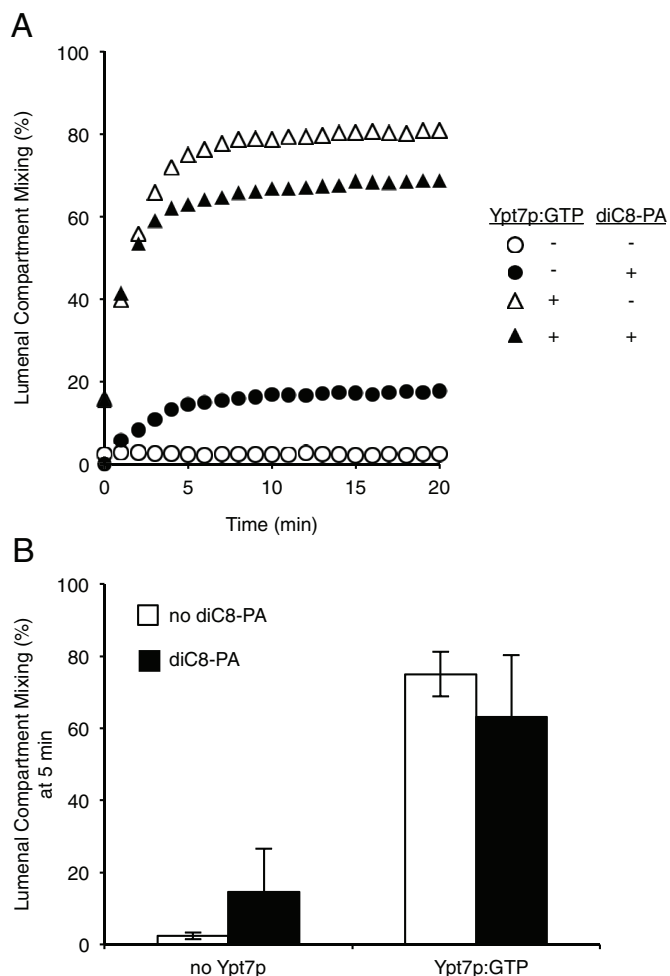 A
Lumenal Compartment Mixing (%)
100
80
60
40
20
0
0 5 10 15 20
Time (min)
Ypt7p:GTP diC8-PA
- -
- +
+ -
+ +
B
Lumenal Compartment Mixing (%)
at 5 min
100
80
60
40
20
0
no diC8-PA
diC8-PA
no Ypt7p Ypt7p:GTP